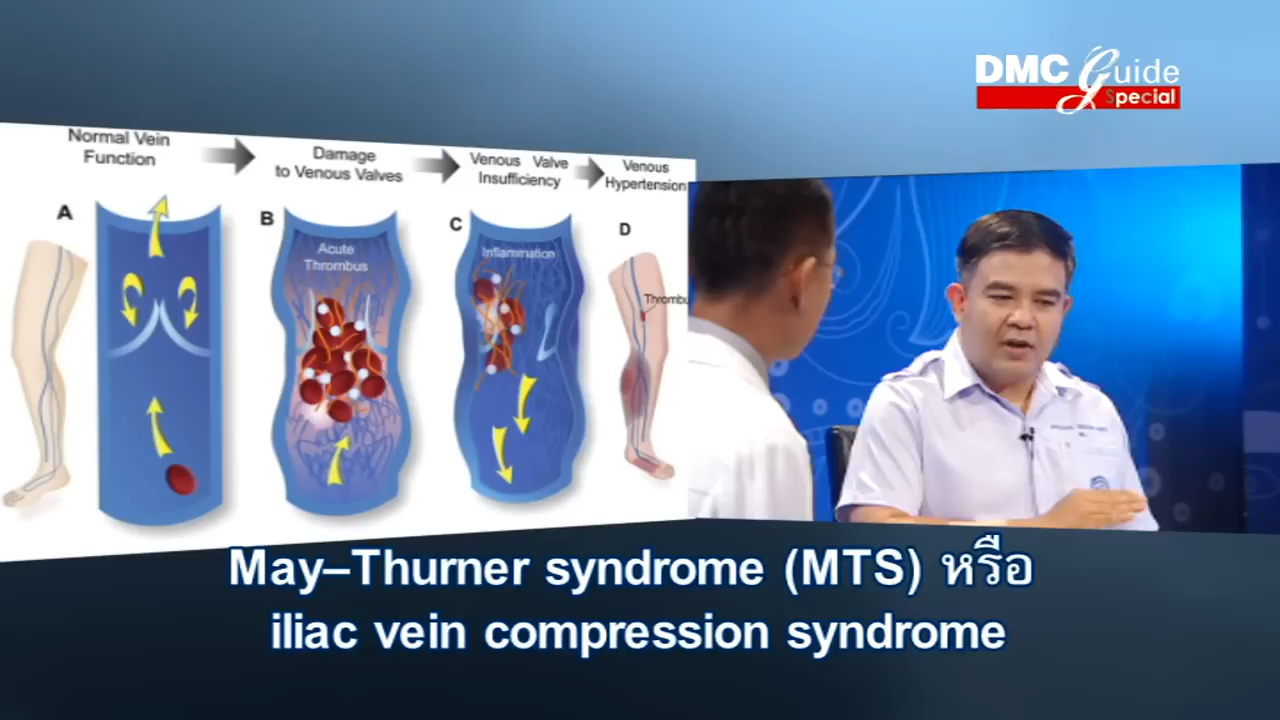 DMC Guide
Special
Normal Vein
Function
Damage
to Venous Valves
Venous Valve
Insufficiency
Venous
Hypertension
A
B
C
D
Acute
Thrombus
Inflammation
Thrombu
May–Thurner syndrome (MTS) หรือ
iliac vein compression syndrome